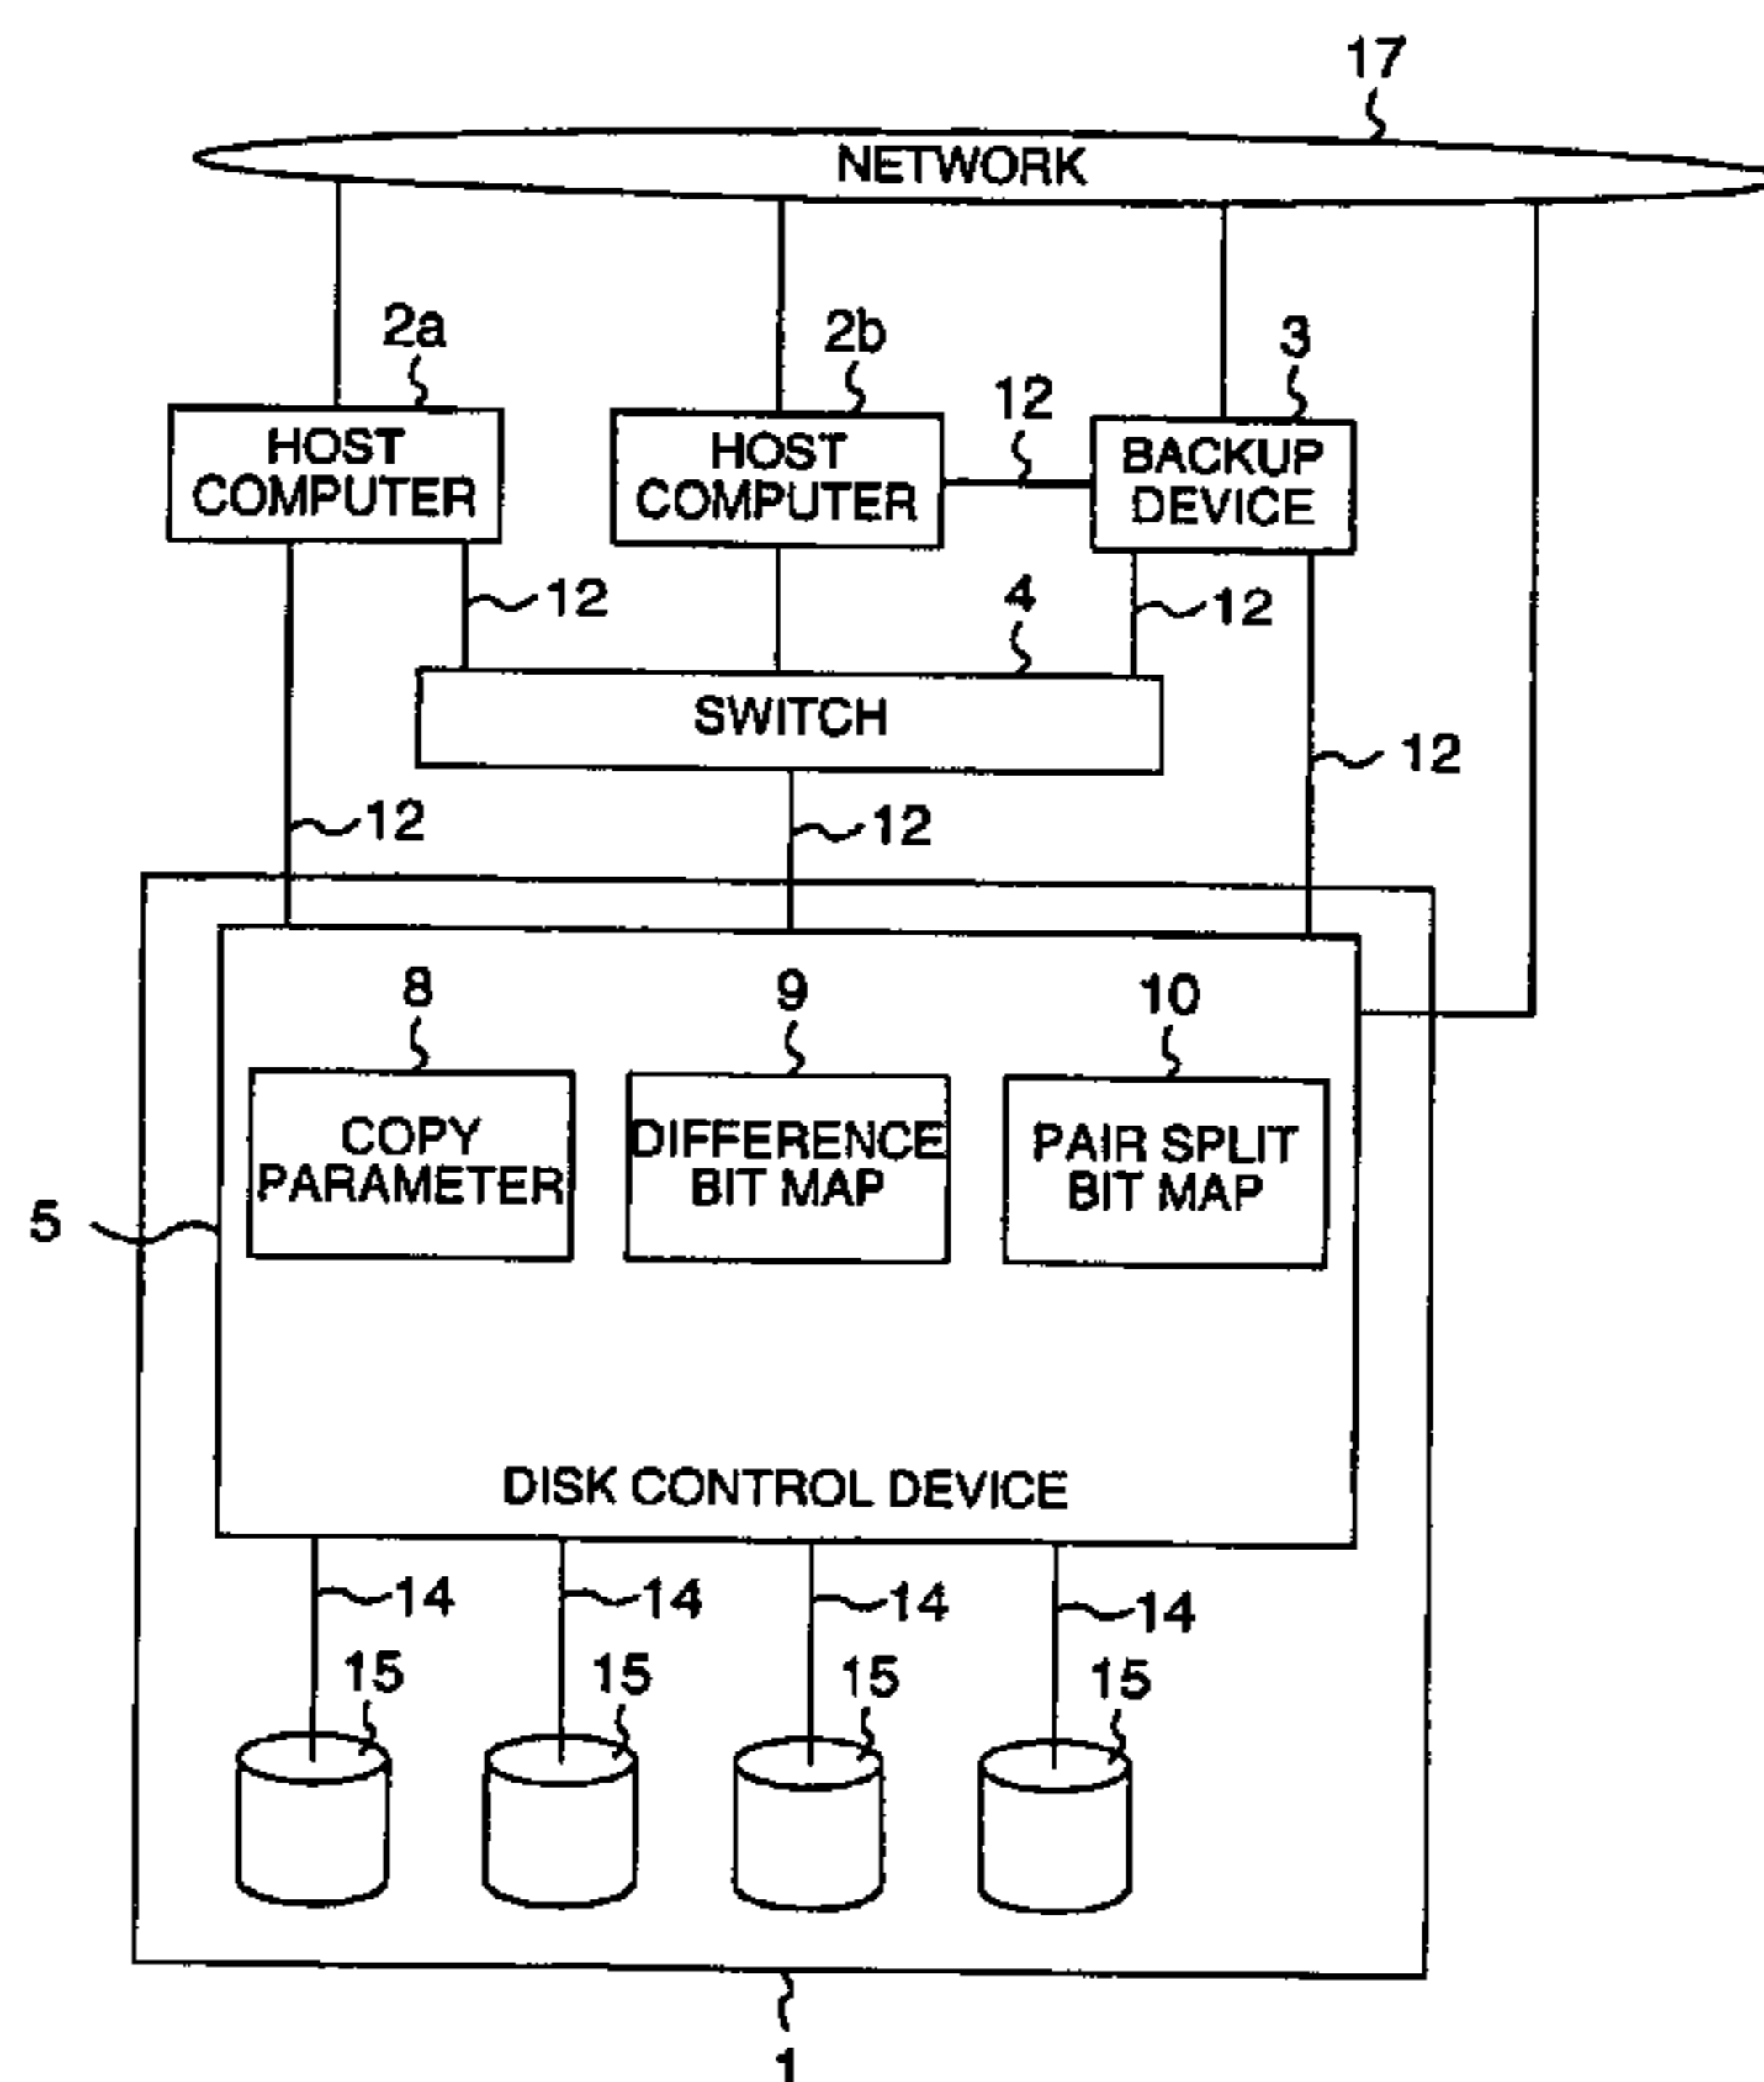 17
NETWORK
2a
2b
3
12
HOST
COMPUTER
HOST
COMPUTER
BACKUP
DEVICE
12
4
12
SWITCH
12
12
12
8
9
10
COPY
PARAMETER
DIFFERENCE
BIT MAP
PAIR SPLIT
BIT MAP
5
DISK CONTROL DEVICE
14
14
14
14
15
15
15
15
1